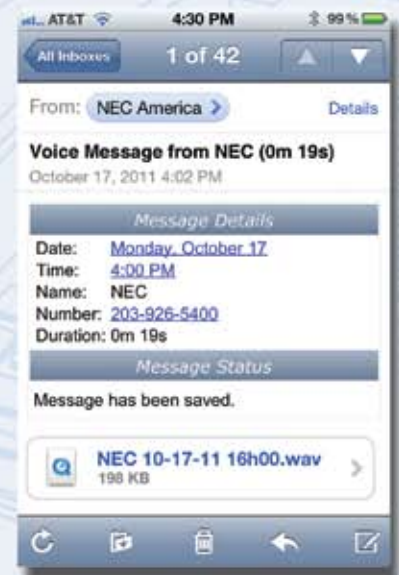 AT&T 4:30 PM 99%
All Inboxes 1 of 42
From: NEC America Details
Voice Message from NEC (0m 19s)
October 17, 2011 4:02 PM
Message Details
Date: Monday, October 17
Time: 4:00 PM
Name: NEC
Number: 203-926-5400
Duration: 0m 19s
Message Status
Message has been saved.
NEC 10-17-11 16h00.wav
198 KB